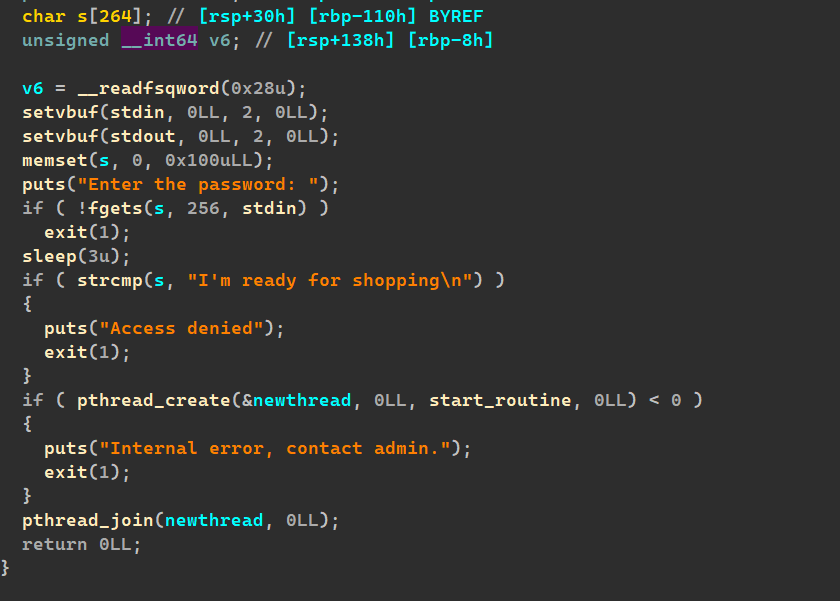 char s[264]; // [rsp+30h] [rbp-110h] BYREF
unsigned __int64 v6; // [rsp+138h] [rbp-8h]
v6 = __readfsqword(0x28u);
setvbuf(stdin, 0LL, 2, 0LL);
setvbuf(stdout, 0LL, 2, 0LL);
memset(s, 0, 0x100uLL);
puts("Enter the password: ");
if ( !fgets(s, 256, stdin) )
exit(1);
sleep(3u);
if ( strcmp(s, "I'm ready for shopping\n") )
{
puts("Access denied");
exit(1);
}
if ( pthread_create(&newthread, 0LL, start_routine, 0LL) < 0 )
{
puts("Internal error, contact admin.");
exit(1);
}
pthread_join(newthread, 0LL);
return 0LL;
}